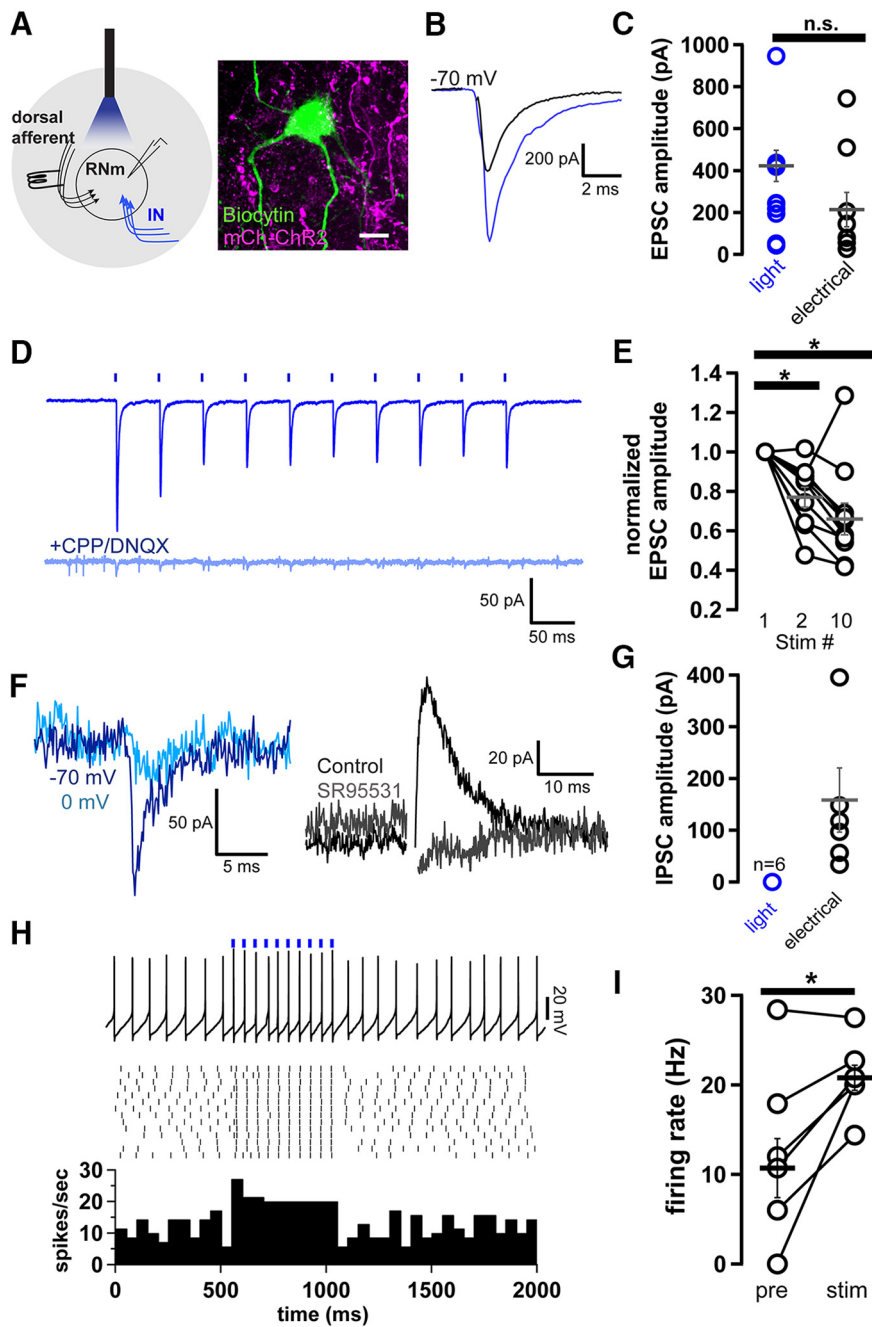 A
dorsal
afferent
RNm
IN
Biocytin
mCh-ChR2
B
-70 mV
200 pA
2 ms
C
n.s.
EPSC amplitude (pA)
1000
800
600
400
200
0
light
electrical
D
+CPP/DNQX
50 pA
50 ms
E
*
*
normalized
EPSC amplitude
1.4
1.2
1.0
0.8
0.6
0.4
0.2
1 2 10
Stim #
F
-70 mV
0 mV
50 pA
5 ms
Control
SR95531
20 pA
10 ms
G
IPSC amplitude (pA)
400
300
200
100
0
n=6
light
electrical
H
20 mV
spikes/sec
30
20
10
0
0 500 1000 1500 2000
time (ms)
I
*
firing rate (Hz)
30
20
10
0
pre stim